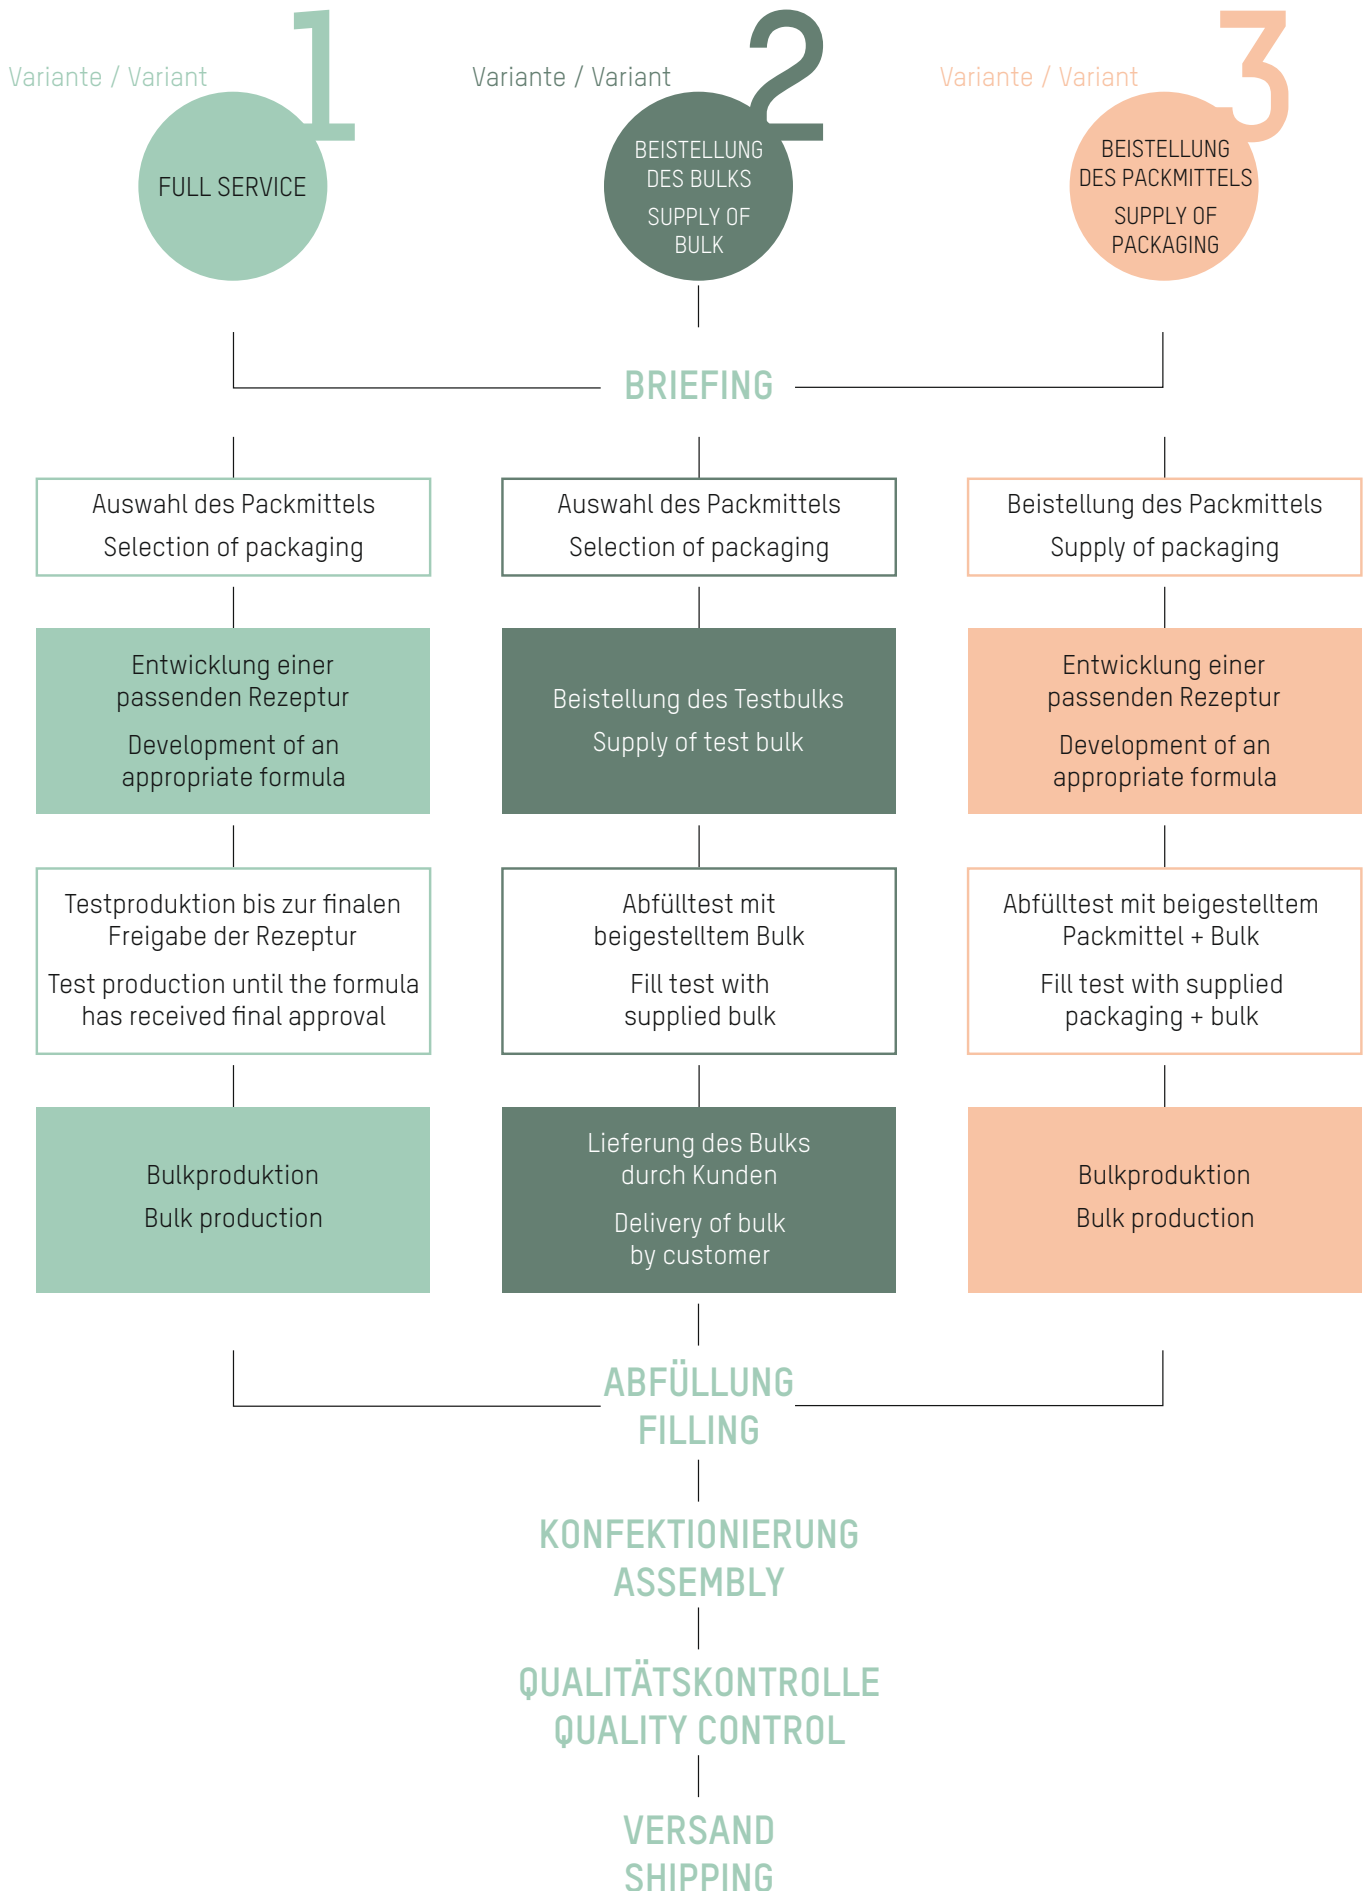 Variante / Variant 1
FULL SERVICE
Variante / Variant 2
BEISTELLUNG
DES BULKS
SUPPLY OF
BULK
Variante / Variant 3
BEISTELLUNG
DES PACKMITTELS
SUPPLY OF
PACKAGING
BRIEFING
Auswahl des Packmittels
Selection of packaging
Entwicklung einer
passenden Rezeptur
Development of an
appropriate formula
Testproduktion bis zur finalen
Freigabe der Rezeptur
Test production until the formula
has received final approval
Bulkproduktion
Bulk production
Auswahl des Packmittels
Selection of packaging
Beistellung des Testbulks
Supply of test bulk
Abfülltest mit
beigestelltem Bulk
Fill test with
supplied bulk
Lieferung des Bulks
durch Kunden
Delivery of bulk
by customer
Beistellung des Packmittels
Supply of packaging
Entwicklung einer
passenden Rezeptur
Development of an
appropriate formula
Abfülltest mit beigestelltem
Packmittel + Bulk
Fill test with supplied
packaging + bulk
Bulkproduktion
Bulk production
ABFÜLLUNG
FILLING
KONFEKTIONIERUNG
ASSEMBLY
QUALITÄTSKONTROLLE
QUALITY CONTROL
VERSAND
SHIPPING